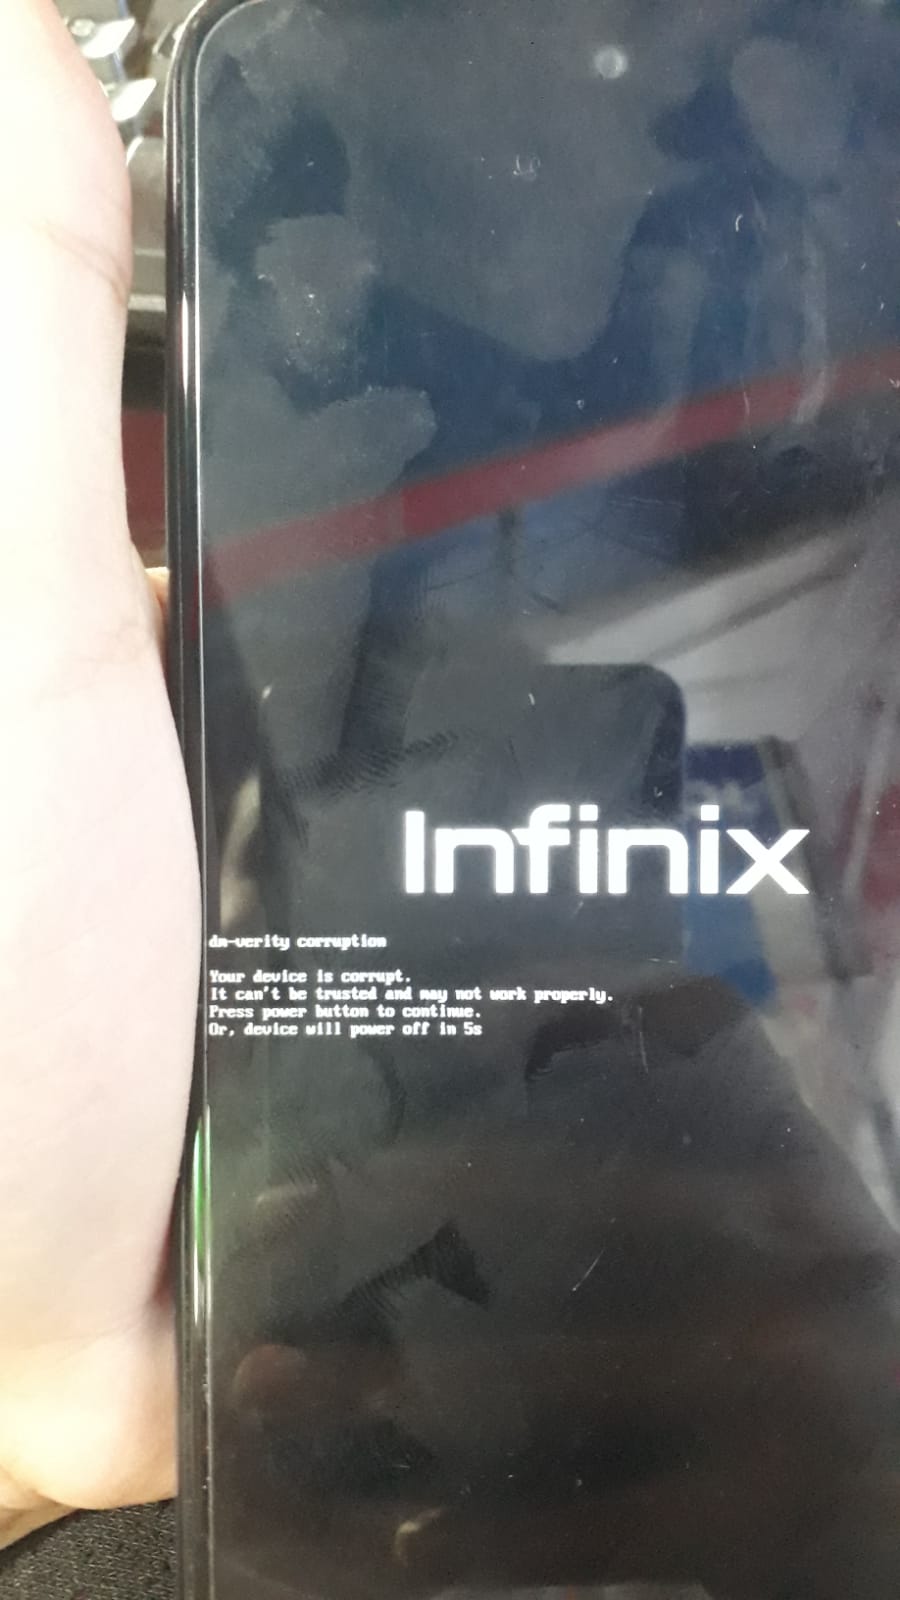 Infinix
dm-verity corruption
Your device is corrupt.
It can't be trusted and may not work properly.
Press power button to continue.
Or, device will power off in 5s